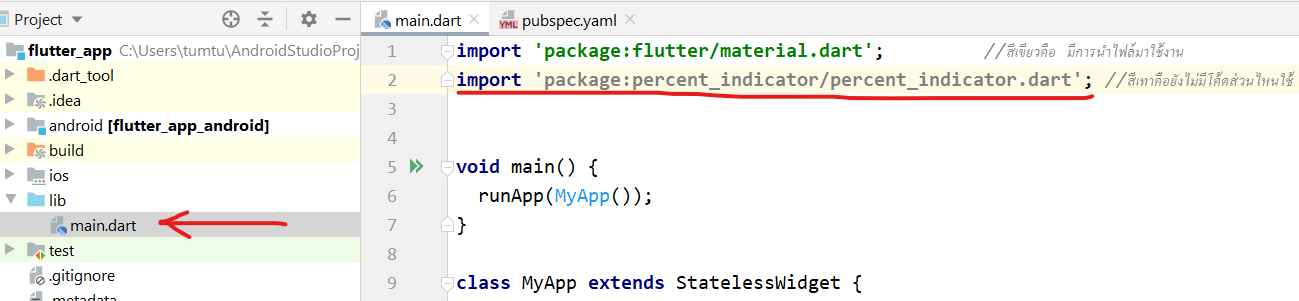 Project
main.dart
YML pubspec.yaml
flutter_app C:\Users\tumtu\AndroidStudioProj
.dart_tool
.idea
android [flutter_app_android]
build
ios
lib
main.dart
test
.gitignore
.metadata
1 import 'package:flutter/material.dart'; //สีเขียวคือ มีการนำไฟล์มาใช้งาน
2 import 'package:percent_indicator/percent_indicator.dart'; //สีเทาคือยังไม่มีโค้ดส่วนไหนใช้
3
4
5 void main() {
6 runApp(MyApp());
7 }
8
9 class MyApp extends StatelessWidget {